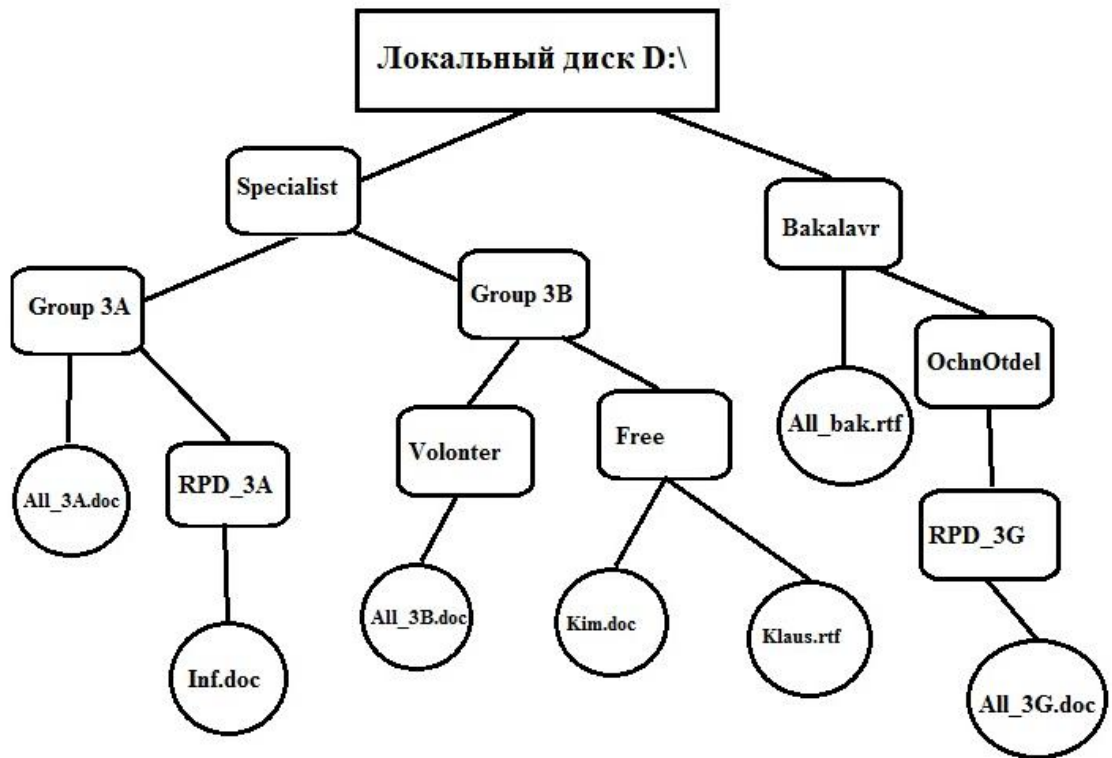 Локальный диск D:\
Specialist
Bakalavr
Group 3A
Group 3B
OchnOtdel
All_bak.rtf
Volonter
Free
All_3A.doc
RPD_3A
RPD_3G
All_3B.doc
Kim.doc
Klaus.rtf
Inf.doc
All_3G.doc